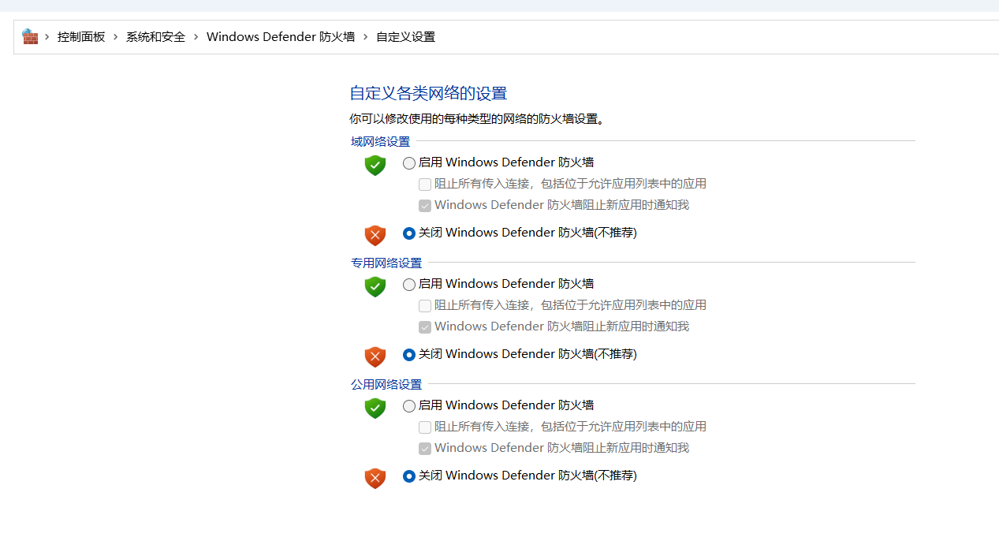 控制面板 › 系统和安全 › Windows Defender 防火墙 › 自定义设置
自定义各类网络的设置
你可以修改使用的每种类型的网络的防火墙设置。
域网络设置
启用 Windows Defender 防火墙
阻止所有传入连接，包括位于允许应用列表中的应用
Windows Defender 防火墙阻止新应用时通知我
关闭 Windows Defender 防火墙(不推荐)
专用网络设置
启用 Windows Defender 防火墙
阻止所有传入连接，包括位于允许应用列表中的应用
Windows Defender 防火墙阻止新应用时通知我
关闭 Windows Defender 防火墙(不推荐)
公用网络设置
启用 Windows Defender 防火墙
阻止所有传入连接，包括位于允许应用列表中的应用
Windows Defender 防火墙阻止新应用时通知我
关闭 Windows Defender 防火墙(不推荐)